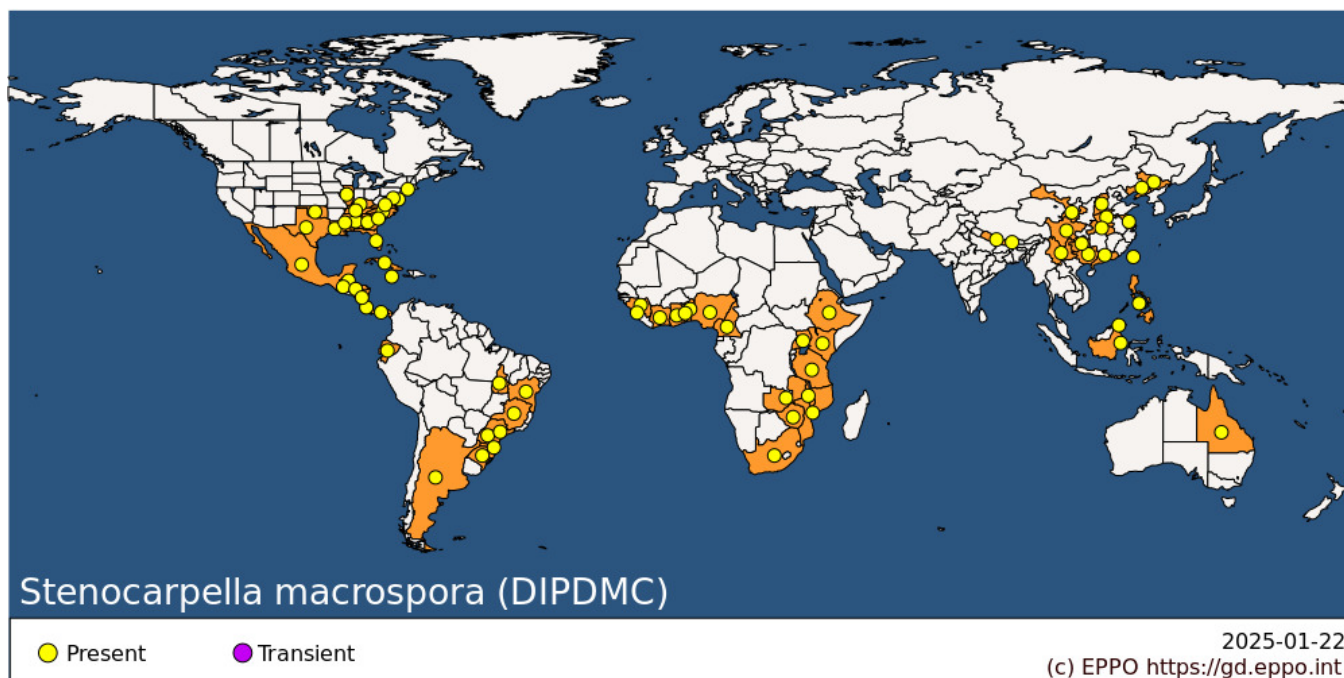 Stenocarpella macrospora (DIPDMC)
Present
Transient
2025-01-22
(c) EPPO https://gd.eppo.int